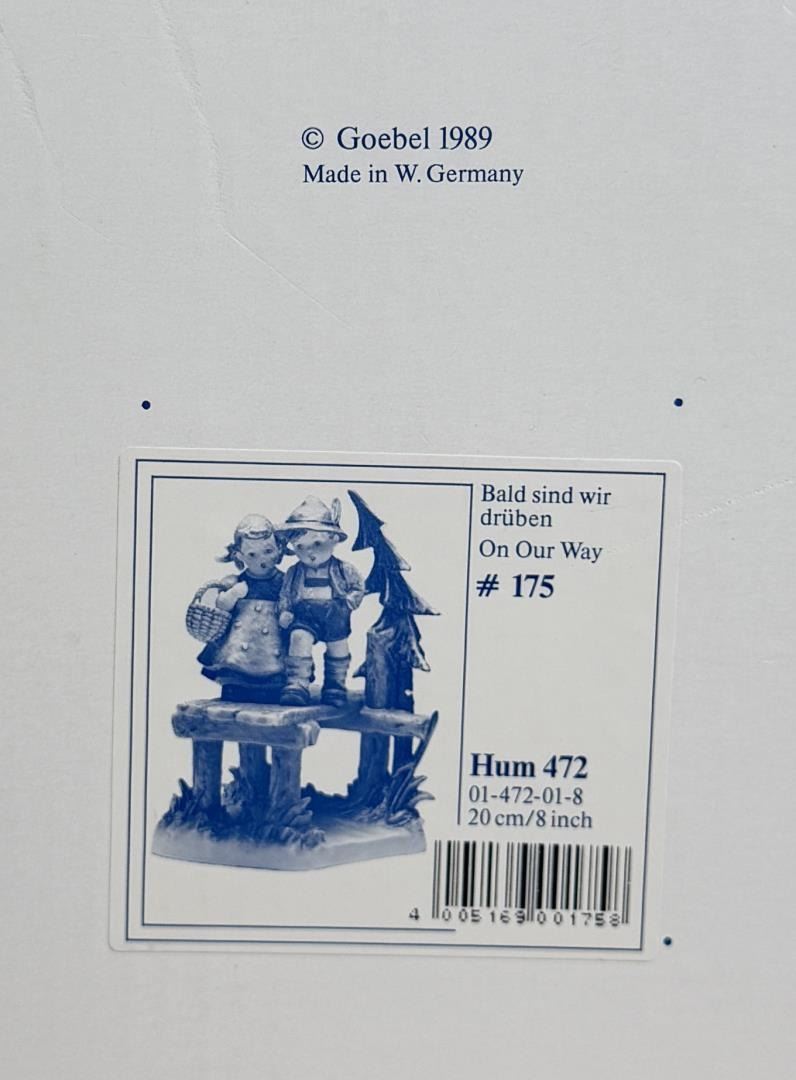 © Goebel 1989
Made in W. Germany
Bald sind wir
drüben
On Our Way
# 175
Hum 472
01-472-01-8
20 cm/8 inch
4 005169 001758